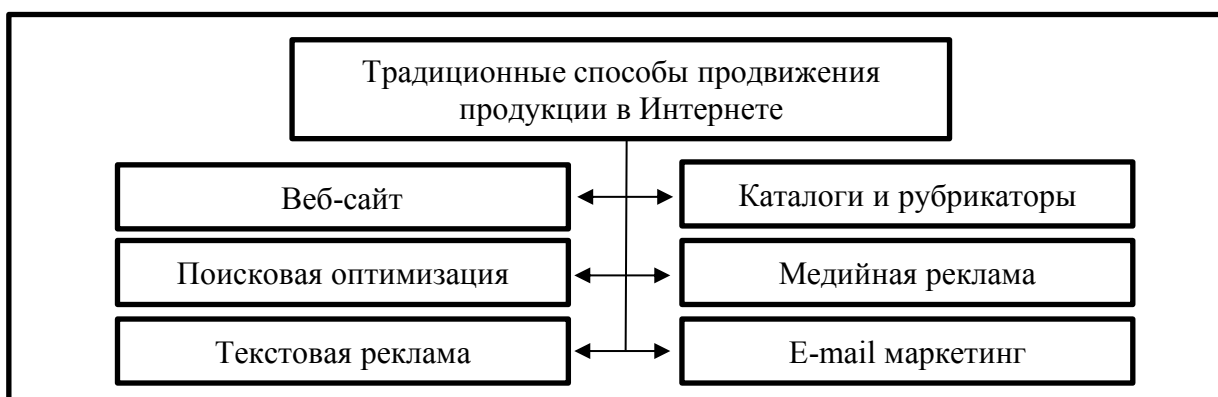 Традиционные способы продвижения
продукции в Интернете
Веб-сайт
Каталоги и рубрикаторы
Поисковая оптимизация
Медийная реклама
Текстовая реклама
E-mail маркетинг